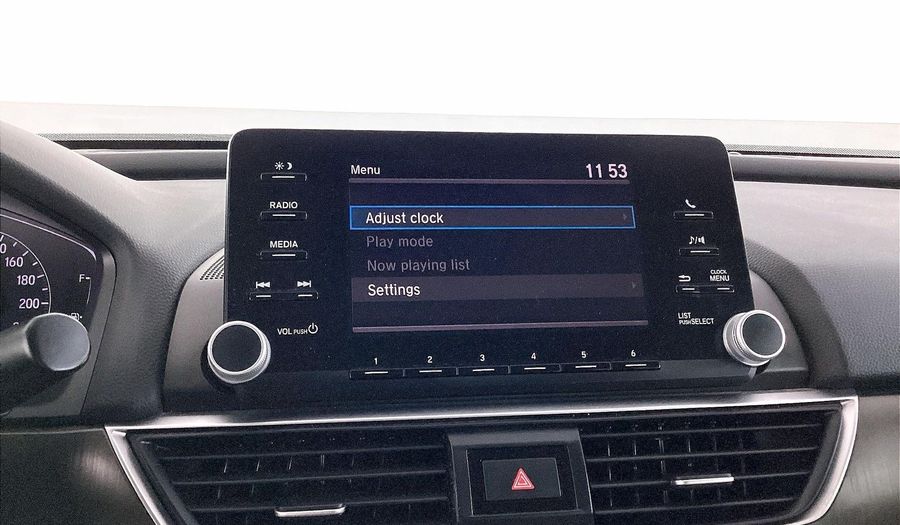 Menu
11 53
Adjust clock
Play mode
Now playing list
Settings
RADIO
MEDIA
VOL PUSH
CLOCK
MENU
LIST
PUSH SELECT
1 2 3 4 5 6
160
180
200
F